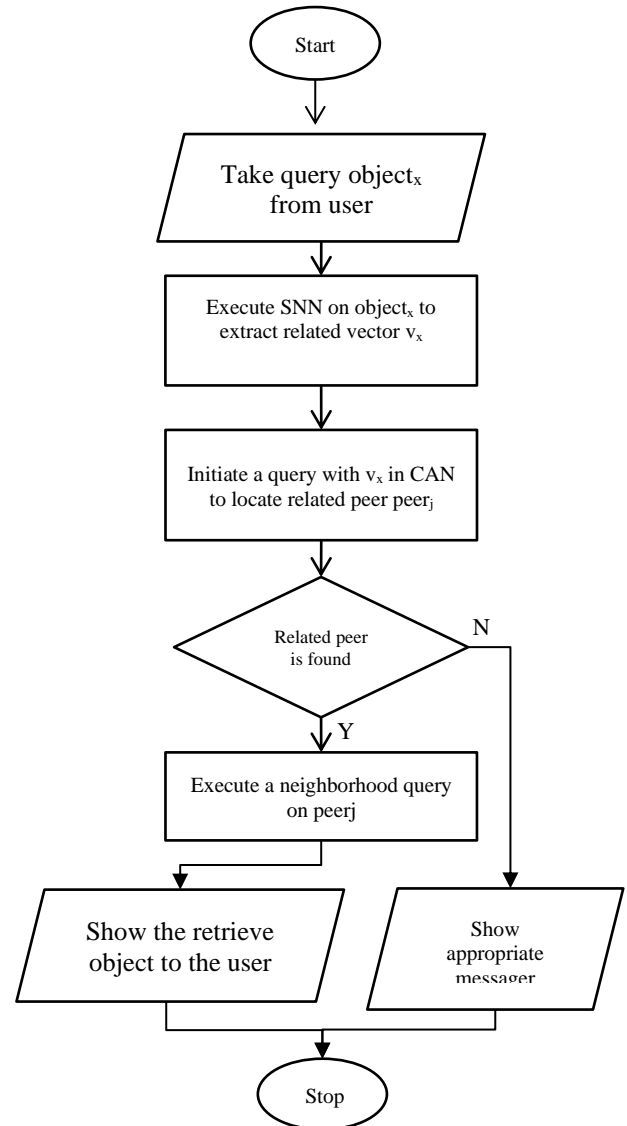 Start
Take query objectₓ
from user
Execute SNN on objectₓ to
extract related vector vₓ
Initiate a query with vₓ in CAN
to locate related peer peerⱼ
Related peer
is found
N
Y
Execute a neighborhood query
on peerj
Show the retrieve
object to the user
Show
appropriate
messager
Stop